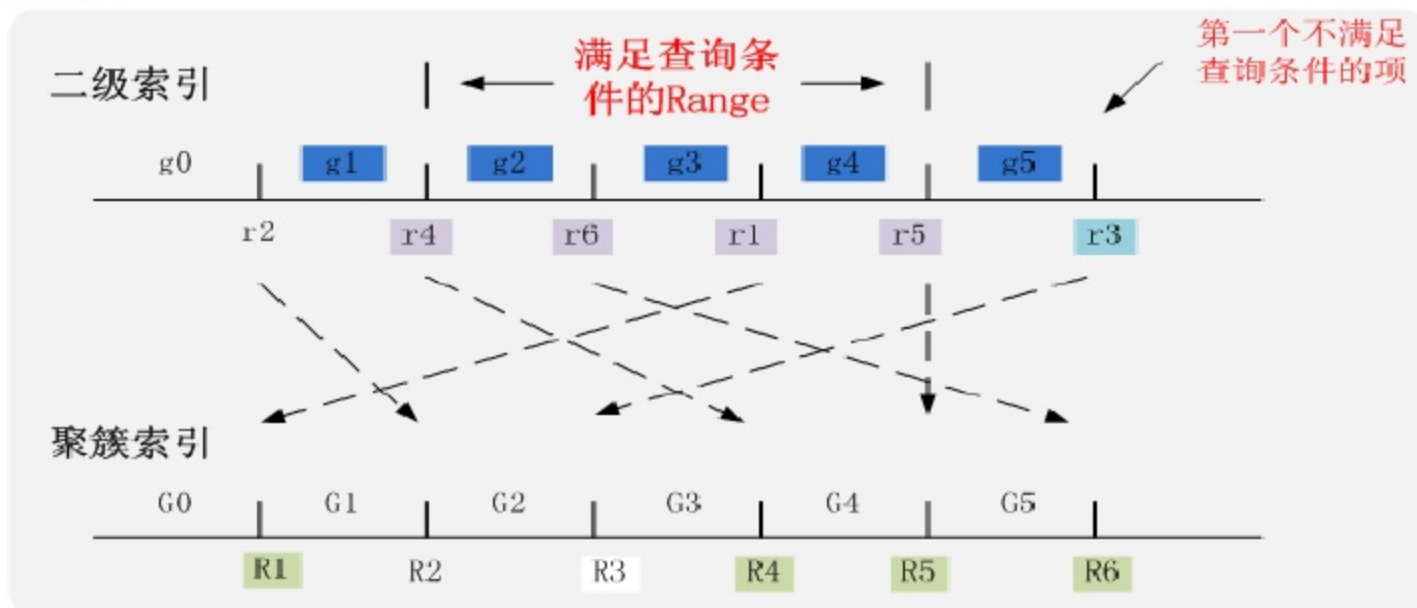 第一个不满足
查询条件的项
满足查询条
件的Range
二级索引
g0 g1 g2 g3 g4 g5
r2 r4 r6 r1 r5 r3
聚簇索引
G0 G1 G2 G3 G4 G5
R1 R2 R3 R4 R5 R6